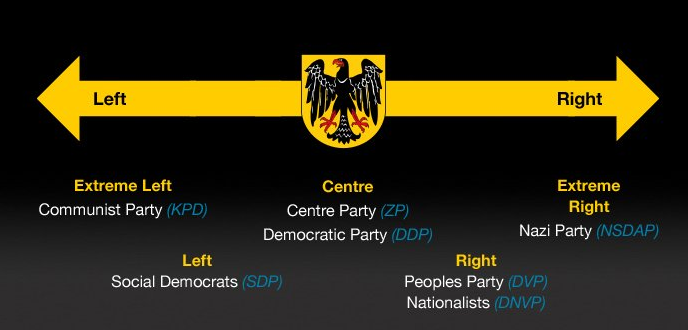 Left
Right
Extreme Left
Communist Party (KPD)
Centre
Centre Party (ZP)
Democratic Party (DDP)
Extreme
Right
Nazi Party (NSDAP)
Left
Social Democrats (SDP)
Right
Peoples Party (DVP)
Nationalists (DNVP)